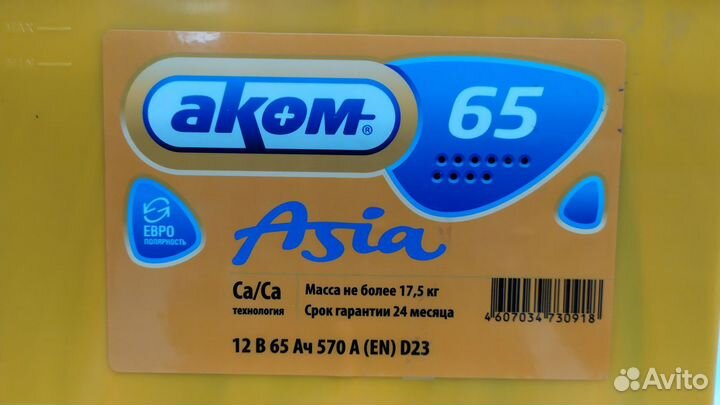 MAX
MIN
аком®
65
ЕВРО
ПОЛЯРНОСТЬ
Asia
Ca/Ca
технология
Масса не более 17,5 кг
Срок гарантии 24 месяца
4 607034 730918
12 В 65 Ач 570 А (EN) D23
Avito